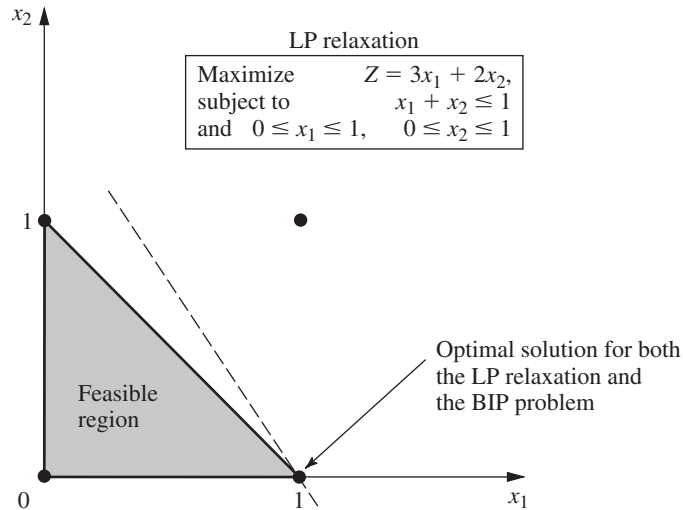 x2
LP relaxation
Maximize Z = 3x1 + 2x2,
subject to x1 + x2 ≤ 1
and 0 ≤ x1 ≤ 1, 0 ≤ x2 ≤ 1
1
Optimal solution for both
the LP relaxation and
the BIP problem
Feasible
region
0
1
x1